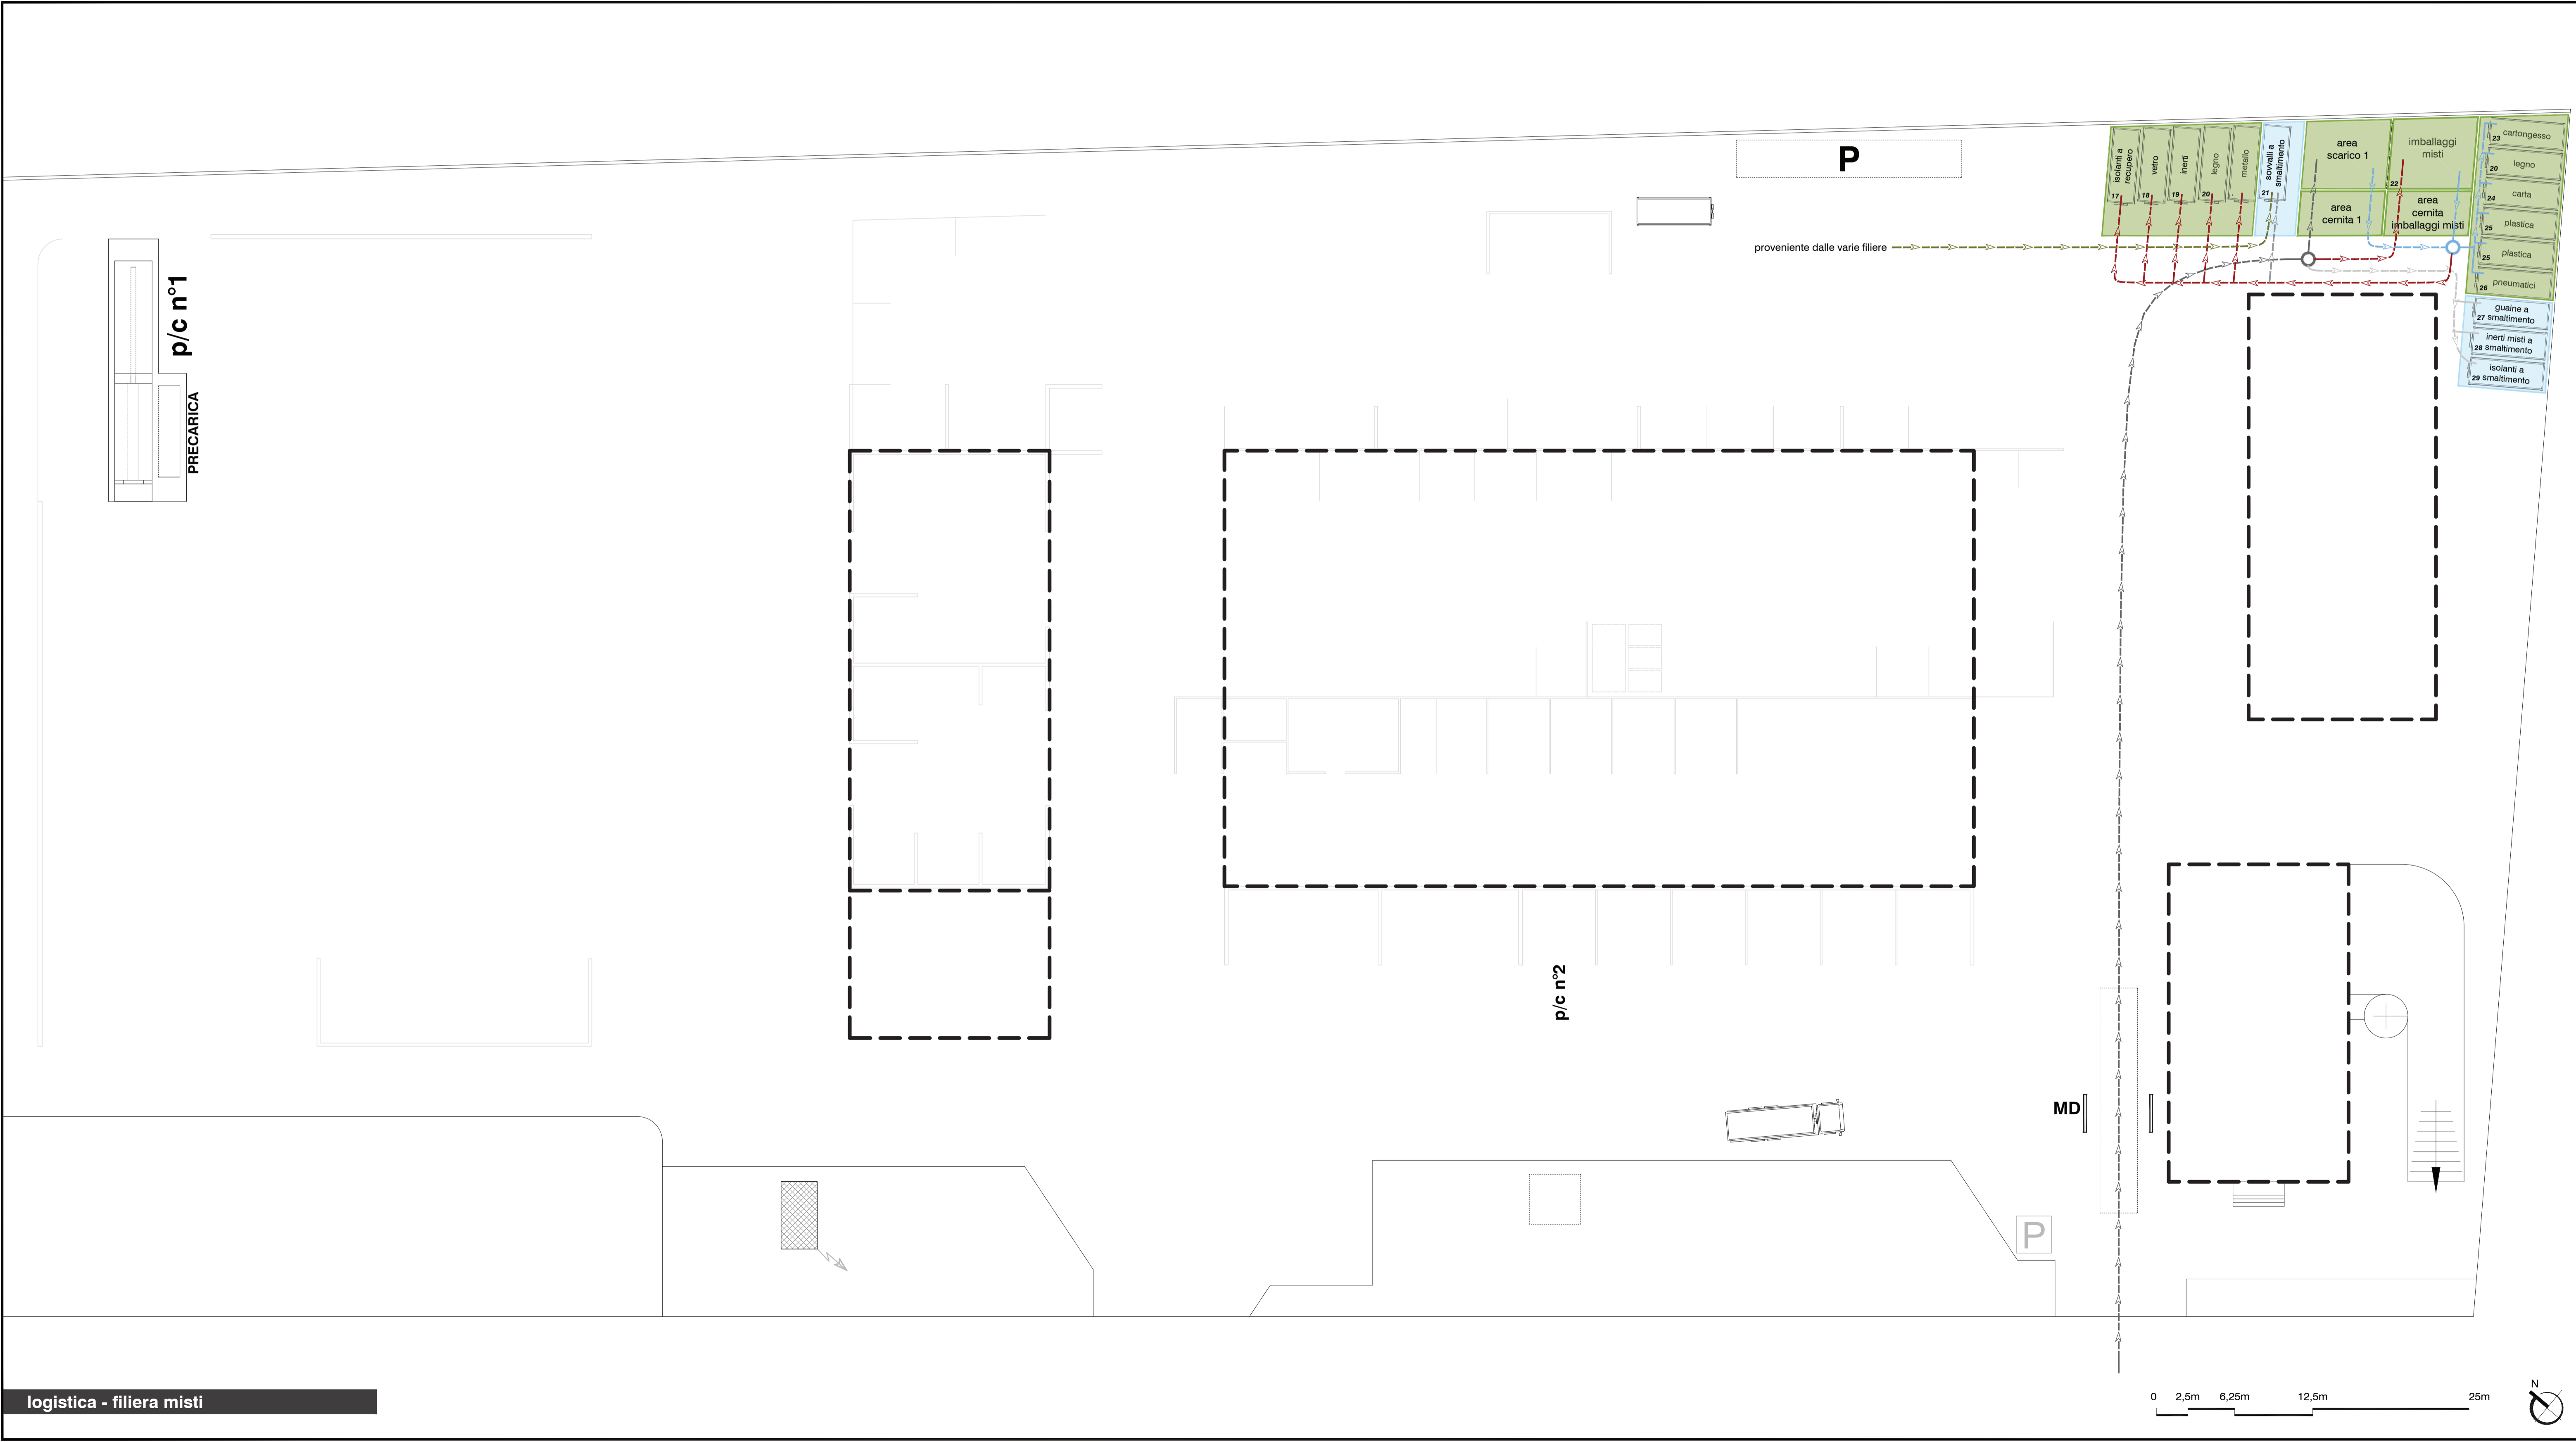 P
isolanti a
recupero
17
vetro
18
inerti
19
legno
20
metallo
sovvalli a
smaltimento
21
area
scarico 1
imballaggi
misti
22
area
cernita 1
area
cernita
imballaggi misti
cartongesso
23
legno
20
carta
24
plastica
25
plastica
25
pneumatici
26
guaine a
27 smaltimento
inerti misti a
28 smaltimento
isolanti a
29 smaltimento
proveniente dalle varie filiere
p/c n°1
PRECARICA
p/c n°2
MD
P
logistica - filiera misti
0 2,5m 6,25m 12,5m 25m
N